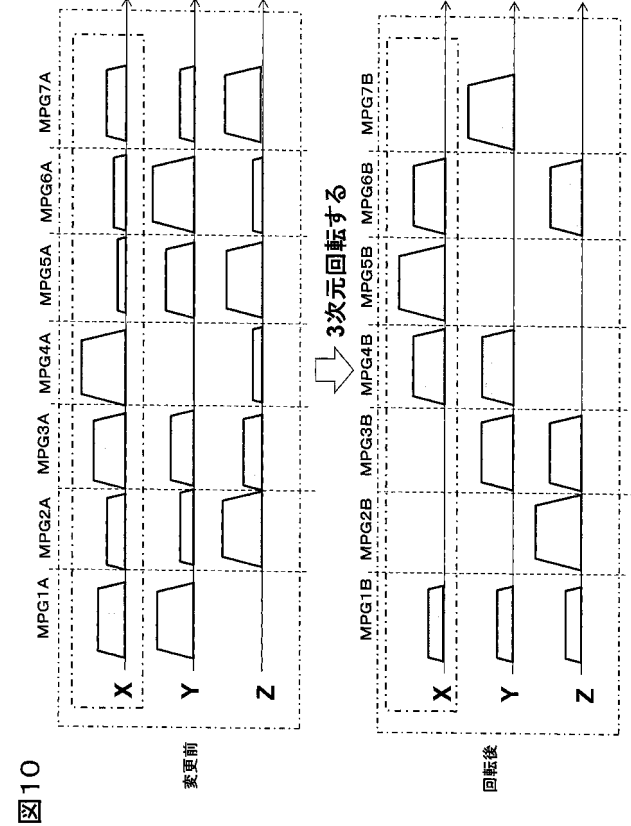 図10
変更前
MPG1A MPG2A MPG3A MPG4A MPG5A MPG6A MPG7A
X
Y
Z
3次元回転する
回転後
MPG1B MPG2B MPG3B MPG4B MPG5B MPG6B MPG7B
X
Y
Z